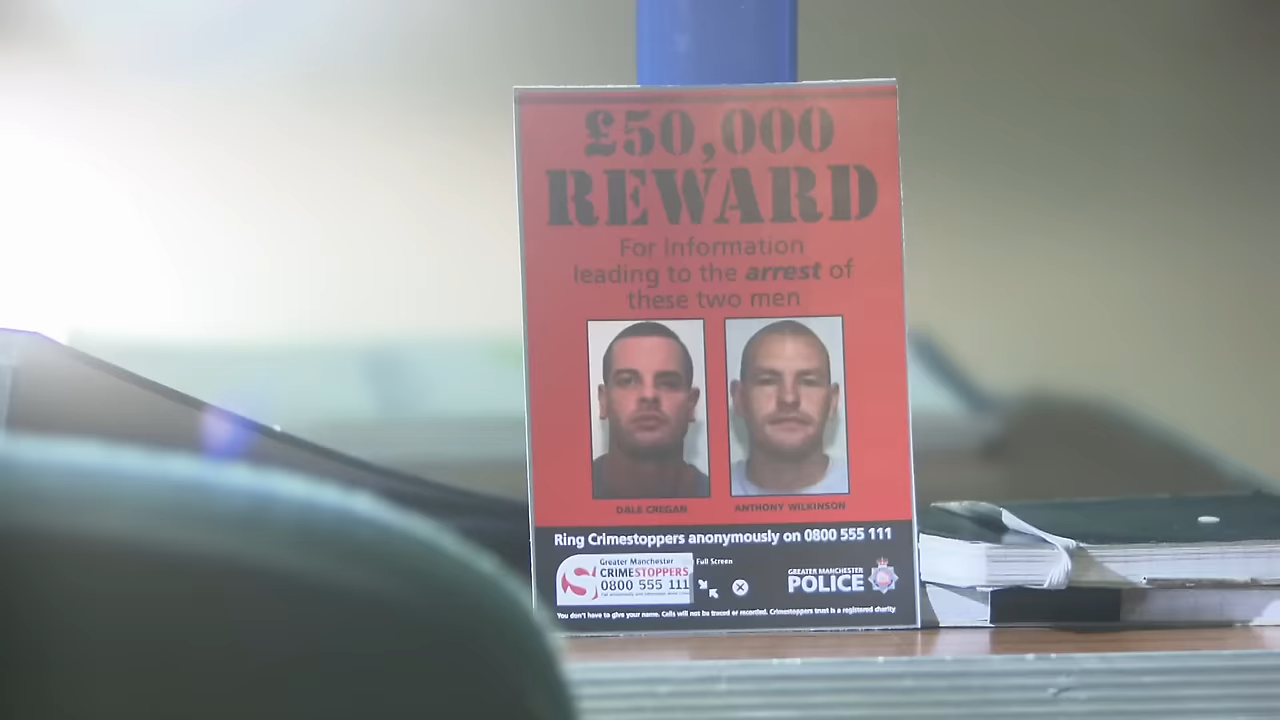 £50,000
REWARD
For Information
leading to the arrest of
these two men
DALE CREGAN ANTHONY WILKINSON
Ring Crimestoppers anonymously on 0800 555 111
Greater Manchester
CRIMESTOPPERS
0800 555 111
Full Screen
GREATER MANCHESTER
POLICE
You don't have to give your name. Calls will not be traced or recorded. Crimestoppers trust is a registered charity